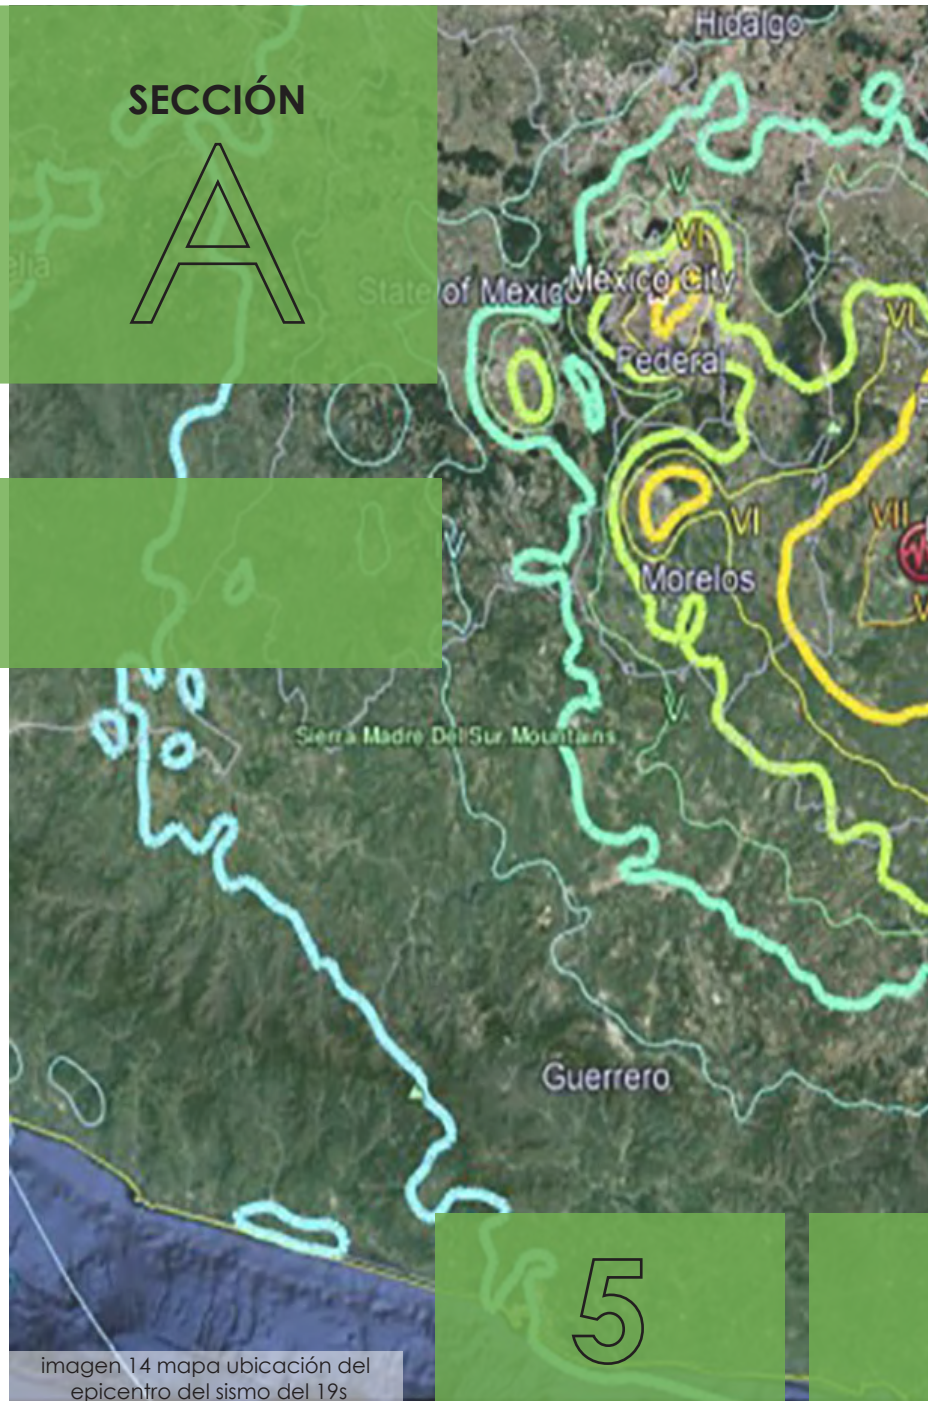 SECCIÓN
A
Hidalgo
V
VI
Mexico City
State of Mexico
VI
Federal
VII
VI
V
Morelos
V
Sierra Madre Del Sur Mountains
Guerrero
5
imagen 14 mapa ubicación del
epicentro del sismo del 19s